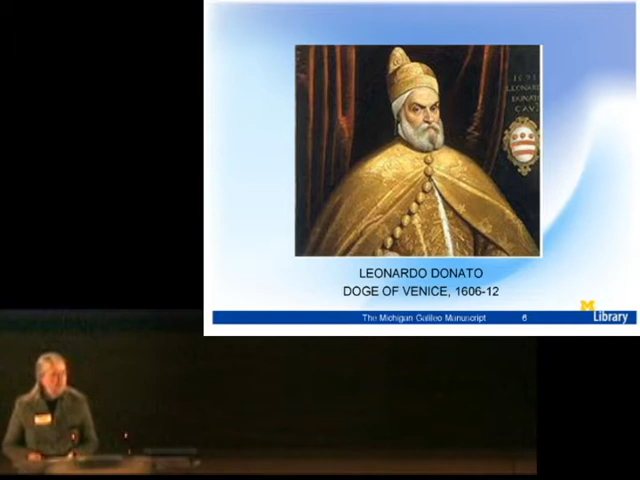 LEONARDO DONATO
DOGE OF VENICE, 1606-12
The Michigan Galileo Manuscript 6
M
Library